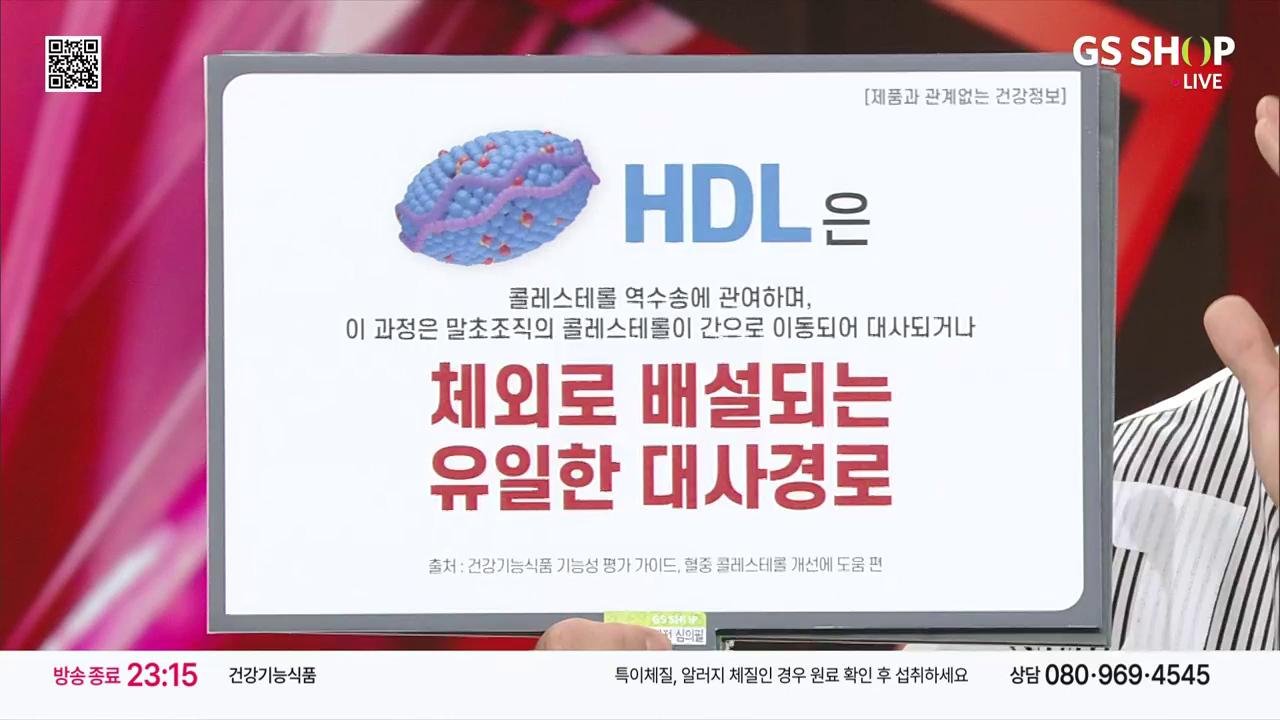 GS SHOP
LIVE
[제품과 관계없는 건강정보]
HDL은
콜레스테롤 역수송에 관여하며,
이 과정은 말초조직의 콜레스테롤이 간으로 이동되어 대사되거나
체외로 배설되는
유일한 대사경로
출처 : 건강기능식품 기능성 평가 가이드, 혈중 콜레스테롤 개선에 도움 편
GS SHOP
심의필
방송 종료 23:15 건강기능식품 특이체질, 알러지 체질인 경우 원료 확인 후 섭취하세요 상담 080·969·4545